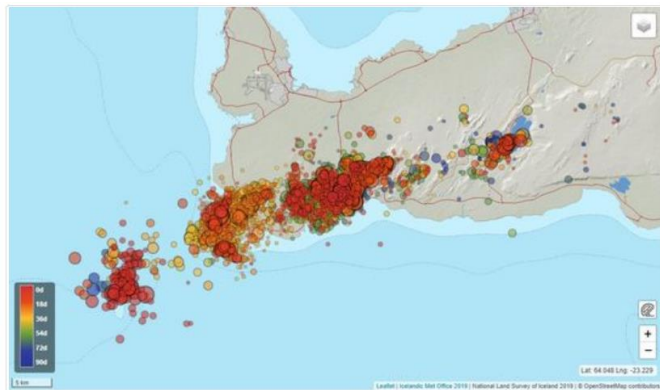 0d
18d
36d
54d
72d
90d
5 km
+
−
Lat: 64.048 Lng: -23.229
Leaflet | Icelandic Met Office 2019 | © National Land Survey of Iceland 2019 | © OpenStreetMap contributors